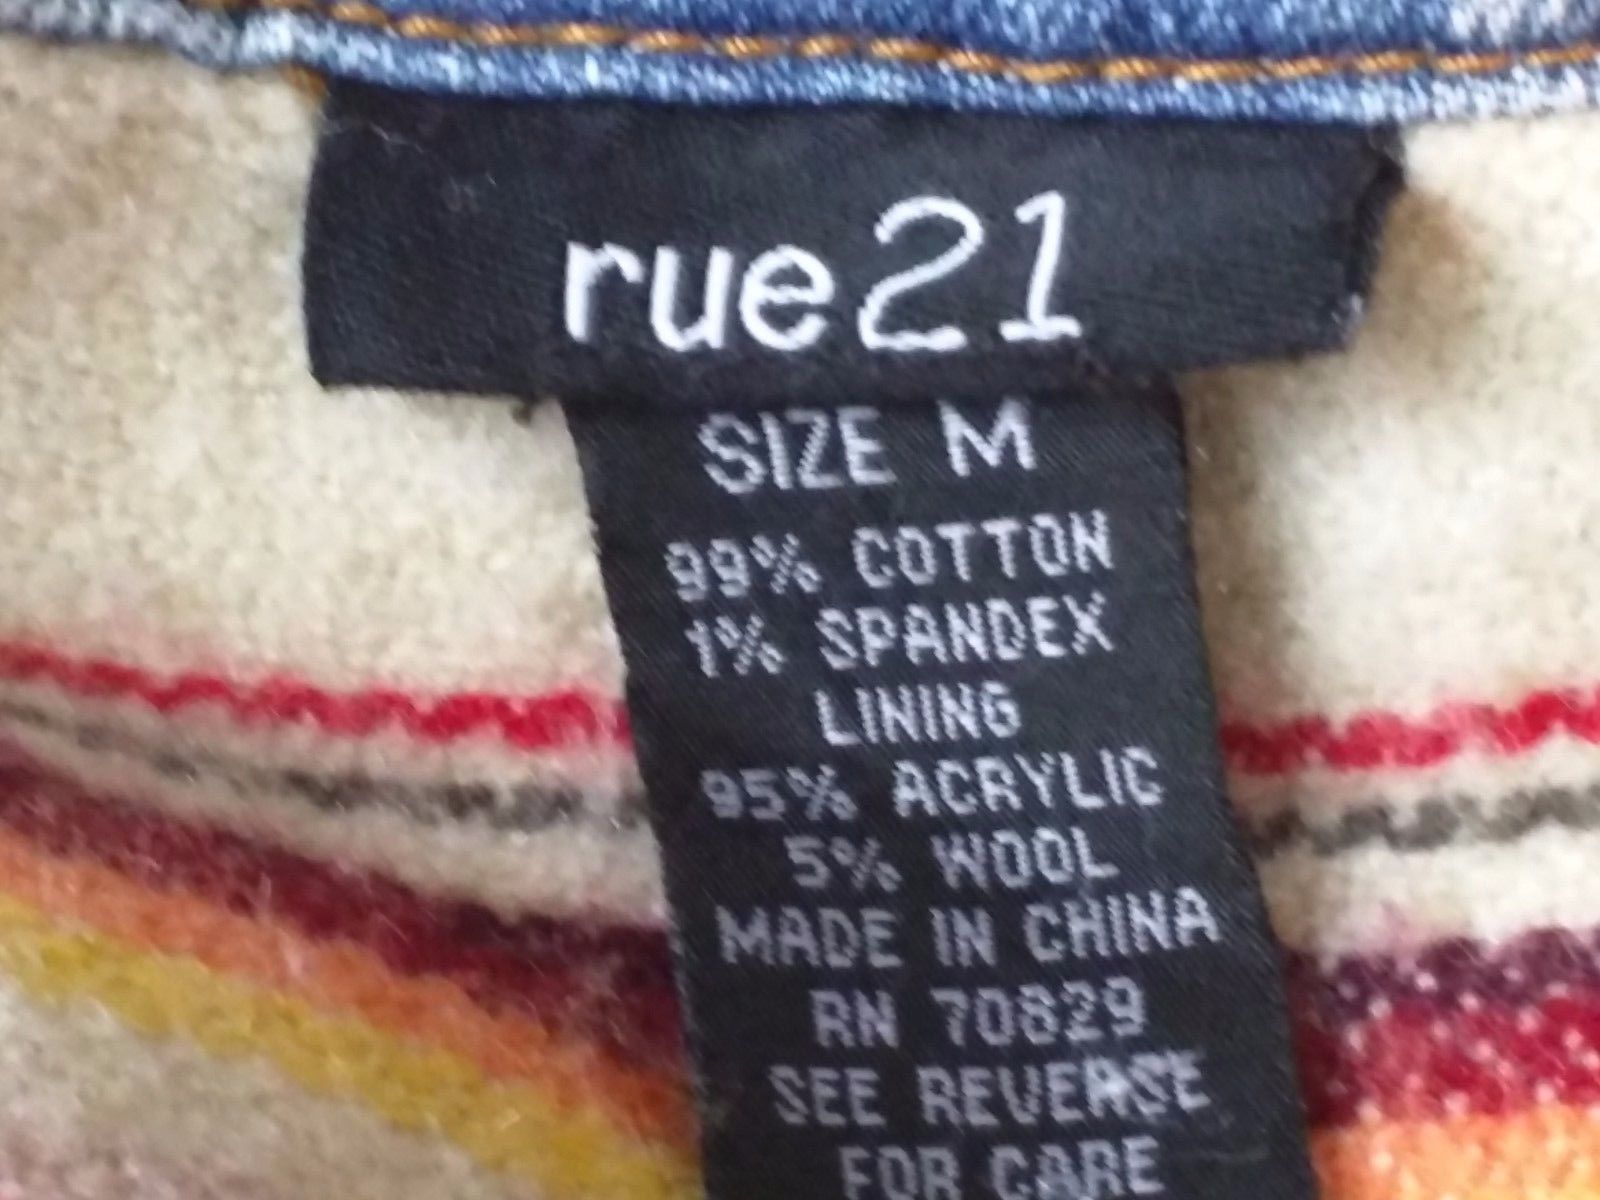 rue21
SIZE M
99% COTTON
1% SPANDEX
LINING
95% ACRYLIC
5% WOOL
MADE IN CHINA
RN 70829
SEE REVERSE
FOR CARE